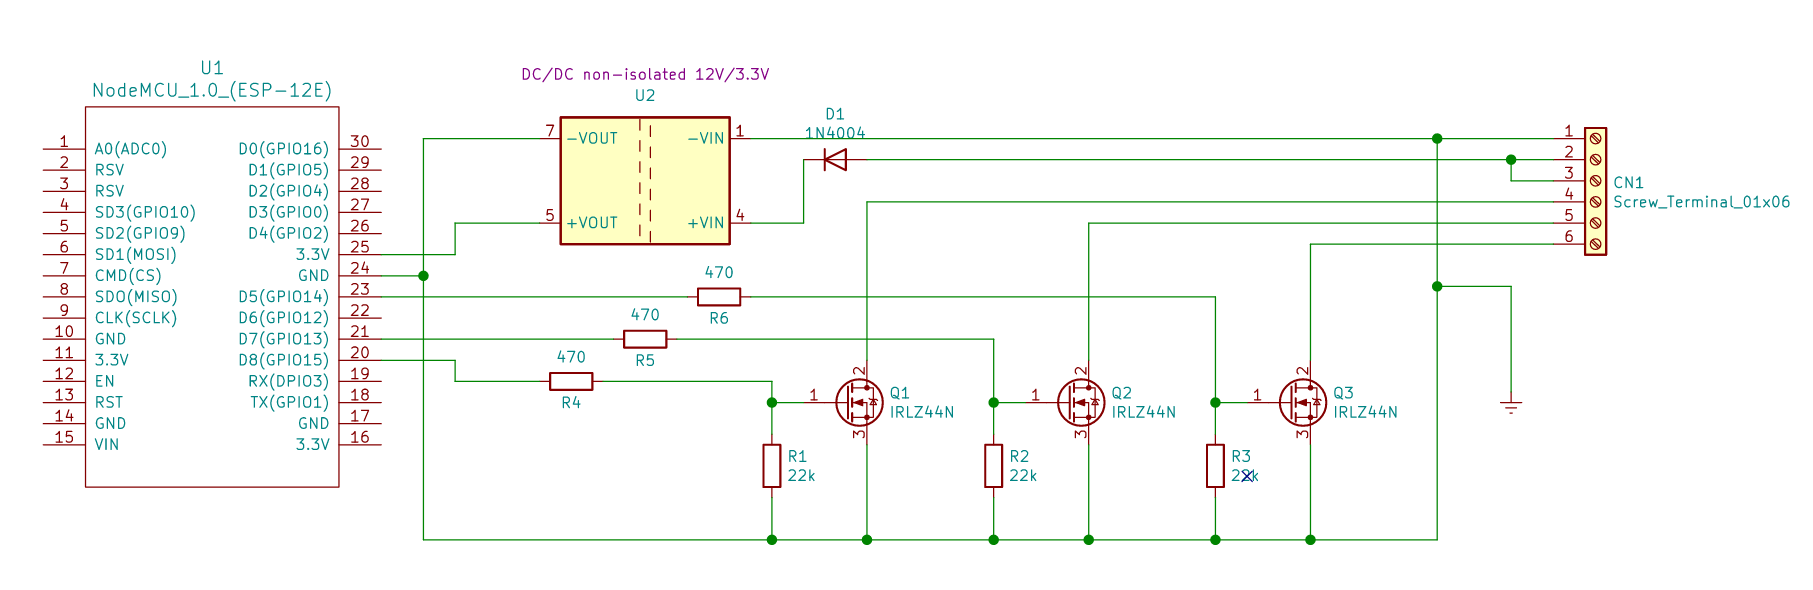 U1
NodeMCU_1.0_(ESP-12E)
1 A0(ADC0)
2 RSV
3 RSV
4 SD3(GPIO10)
5 SD2(GPIO9)
6 SD1(MOSI)
7 CMD(CS)
8 SDO(MISO)
9 CLK(SCLK)
10 GND
11 3.3V
12 EN
13 RST
14 GND
15 VIN
D0(GPIO16) 30
D1(GPIO5) 29
D2(GPIO4) 28
D3(GPIO0) 27
D4(GPIO2) 26
3.3V 25
GND 24
D5(GPIO14) 23
D6(GPIO12) 22
D7(GPIO13) 21
D8(GPIO15) 20
RX(DPIO3) 19
TX(GPIO1) 18
GND 17
3.3V 16
DC/DC non-isolated 12V/3.3V
U2
7 -VOUT -VIN 1
5 +VOUT +VIN 4
D1
1N4004
470
R6
470
R5
470
R4
1
2
3
Q1
IRLZ44N
R1
22k
1
2
3
Q2
IRLZ44N
R2
22k
1
2
3
Q3
IRLZ44N
R3
22k
1
2
3
4
5
6
CN1
Screw_Terminal_01x06